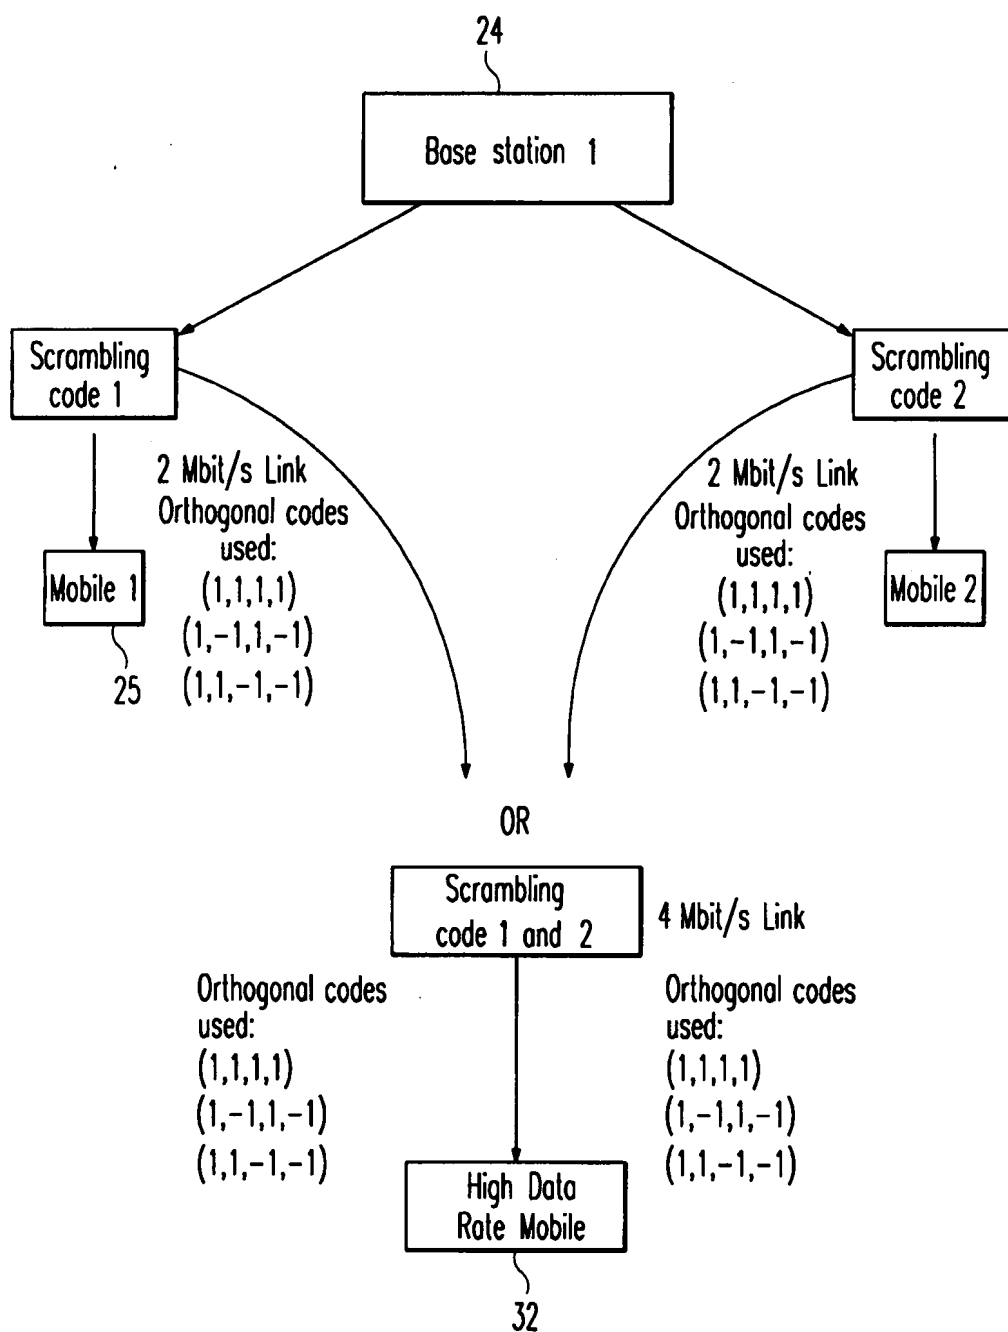 24
Base station 1
Scrambling
code 1
Scrambling
code 2
2 Mbit/s Link
Orthogonal codes
used:
(1,1,1,1)
(1,-1,1,-1)
(1,1,-1,-1)
2 Mbit/s Link
Orthogonal codes
used:
(1,1,1,1)
(1,-1,1,-1)
(1,1,-1,-1)
Mobile 1
25
Mobile 2
OR
Scrambling
code 1 and 2
4 Mbit/s Link
Orthogonal codes
used:
(1,1,1,1)
(1,-1,1,-1)
(1,1,-1,-1)
Orthogonal codes
used:
(1,1,1,1)
(1,-1,1,-1)
(1,1,-1,-1)
High Data
Rate Mobile
32